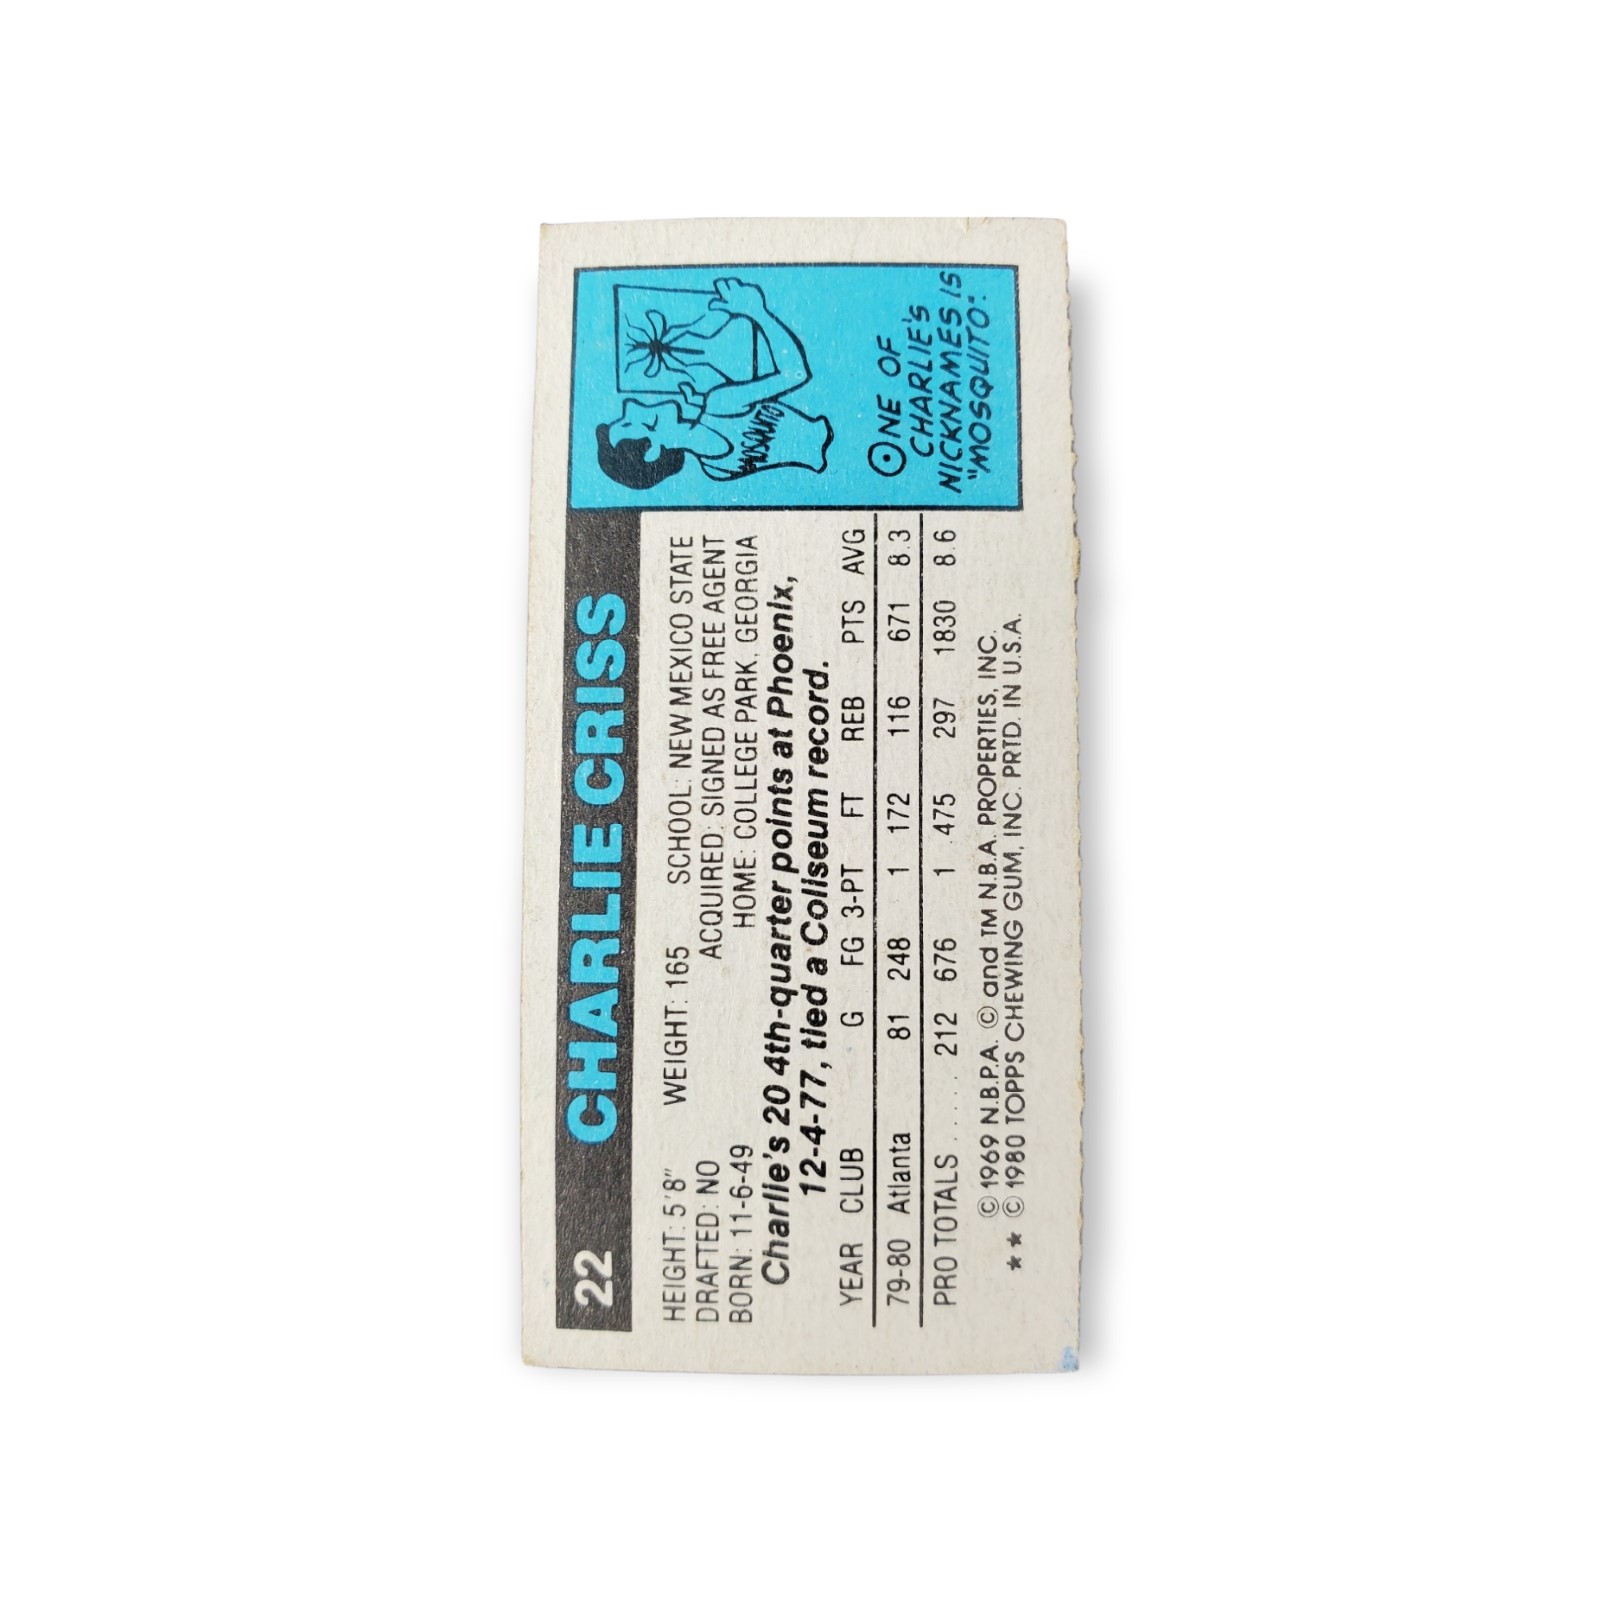 22 CHARLIE CRISS
HEIGHT: 5'8" WEIGHT: 165 SCHOOL: NEW MEXICO STATE
DRAFTED: NO ACQUIRED: SIGNED AS FREE AGENT
BORN: 11-6-49 HOME: COLLEGE PARK, GEORGIA
Charlie's 20 4th-quarter points at Phoenix,
12-4-77, tied a Coliseum record.
YEAR CLUB G FG 3-PT FT REB PTS AVG
79-80 Atlanta 81 248 1 172 116 671 8.3
PRO TOTALS ..... 212 676 1 475 297 1830 8.6
© 1969 N.B.P.A. © and TM N.B.A. PROPERTIES, INC.
★★ © 1980 TOPPS CHEWING GUM, INC. PRTD. IN U.S.A.
MOSQUITO
ONE OF
CHARLIE'S
NICKNAMES IS
"MOSQUITO".